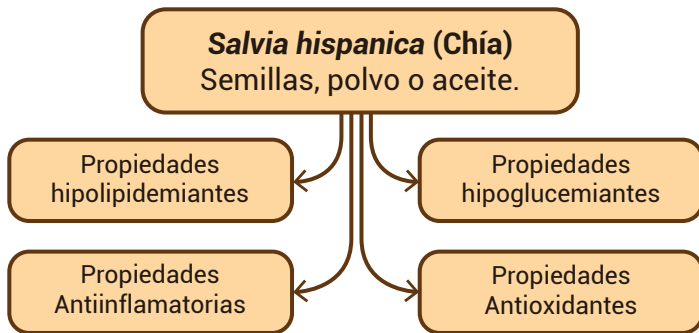 Salvia hispanica (Chía)
Semillas, polvo o aceite.
Propiedades
hipolipidemiantes
Propiedades
hipoglucemiantes
Propiedades
Antiinflamatorias
Propiedades
Antioxidantes